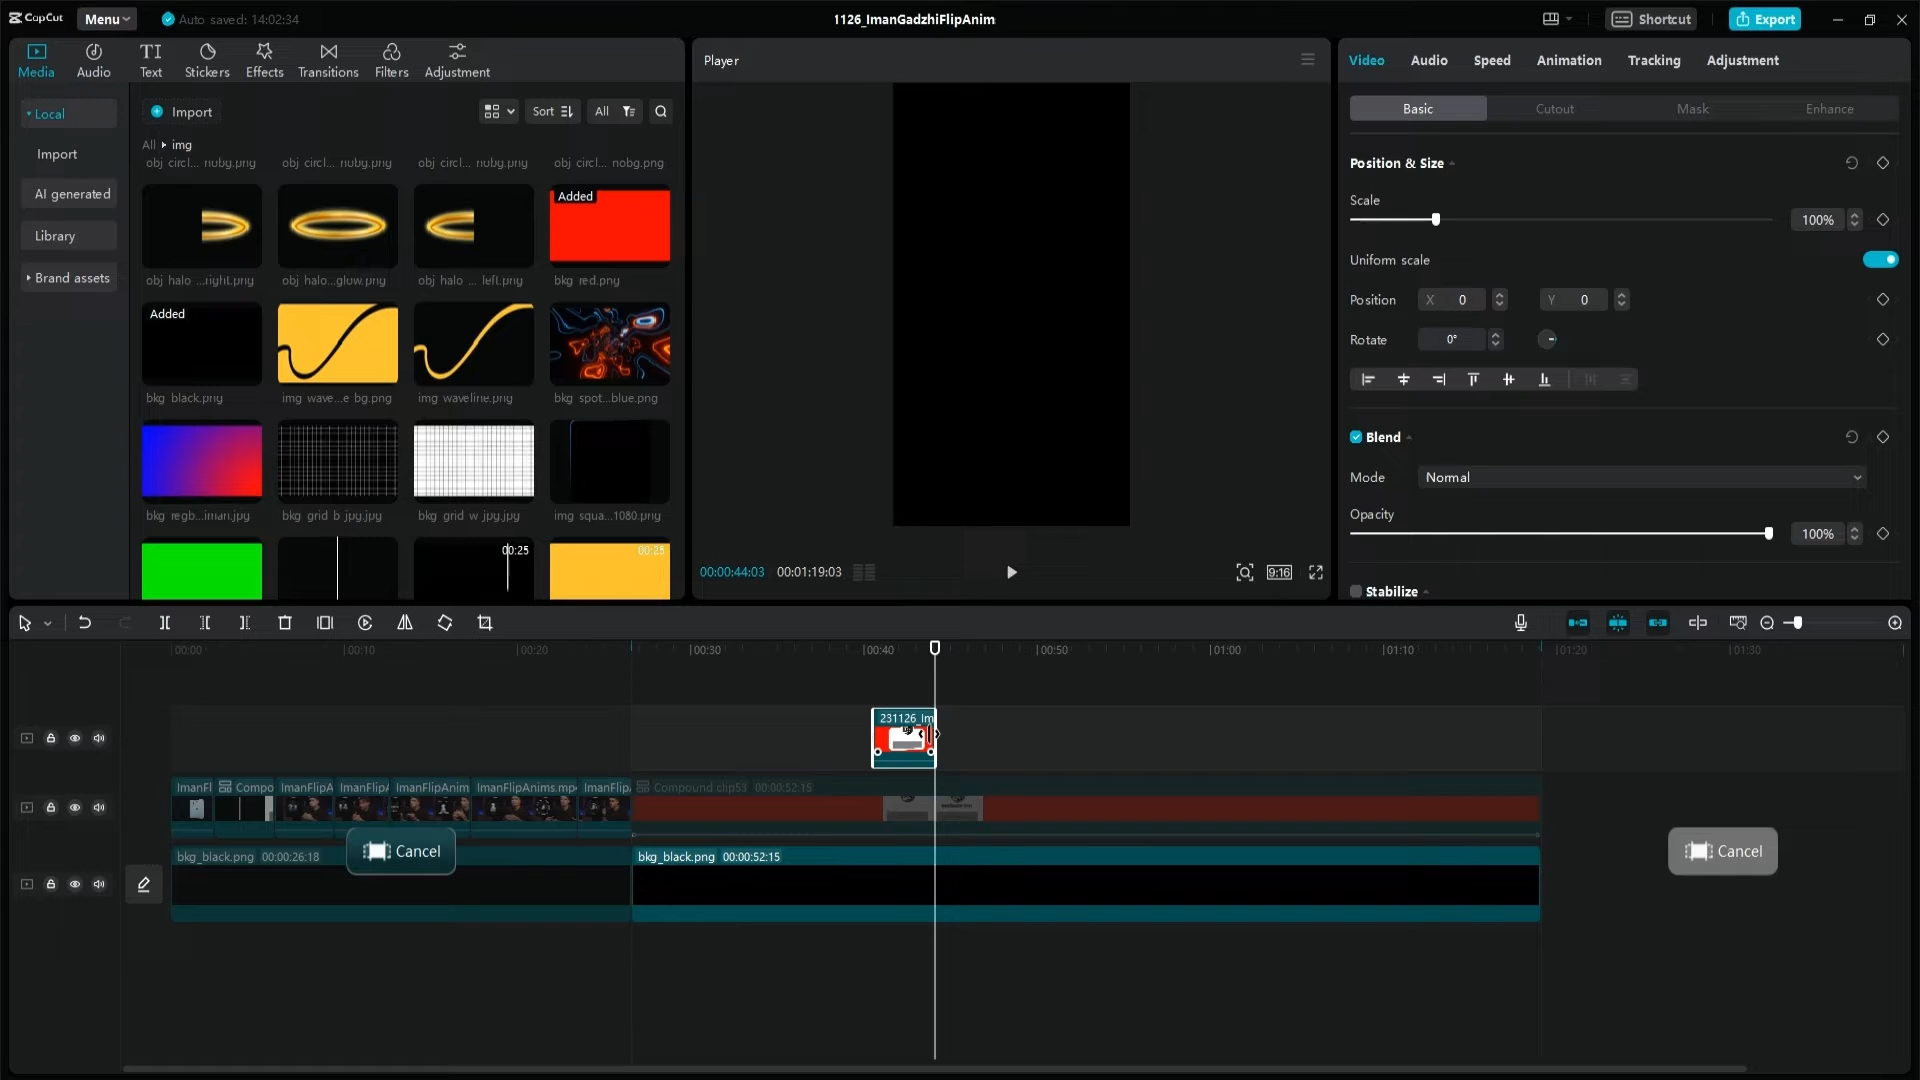 CapCut
Menu
Auto saved: 14:02:34
1126_ImanGadzhiFlipAnim
Shortcut
Export
Media
Audio
Text
Stickers
Effects
Transitions
Filters
Adjustment
Local
Import
AI generated
Library
Brand assets
Import
Sort
All
All
img
obj circl... nobg.png
obj circl... nobg.png
obj circl... nobg.png
obj circl... nobg.png
Added
obj halo ...right.png
obj halo...glow.png
obj halo ... left.png
bkg red.png
Added
bkg black.png
img wave...e bg.png
img waveline.png
bkg spot...blue.png
bkg regb...iman.jpg
bkg grid b jpg.jpg
bkg grid w jpg.jpg
img squa...1080.png
00:25
00:25
Player
00:00:44:03
00:01:19:03
9:16
Video
Audio
Speed
Animation
Tracking
Adjustment
Basic
Cutout
Mask
Enhance
Position & Size
Scale
100%
Uniform scale
Position
X 0
Y 0
Rotate
0°
Blend
Mode
Normal
Opacity
100%
Stabilize
00:00
00:10
00:20
00:30
00:40
00:50
01:00
01:10
01:20
01:30
231126_Im
ImanFl
Compo
ImanFlipA
ImanFlipA
ImanFlipAnim
ImanFlipAnims.mp
ImanFlipA
Compound clip53 00:00:52:15
bkg_black.png 00:00:26:18
bkg_black.png 00:00:52:15
Cancel
Cancel